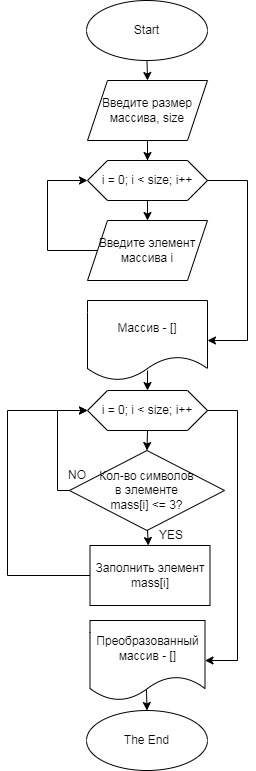 Start
Введите размер
массива, size
i = 0; i < size; i++
Введите элемент
массива i
Массив - []
i = 0; i < size; i++
NO
Кол-во символов
в элементе
mass[i] <= 3?
YES
Заполнить элемент
mass[i]
Преобразованный
массив - []
The End